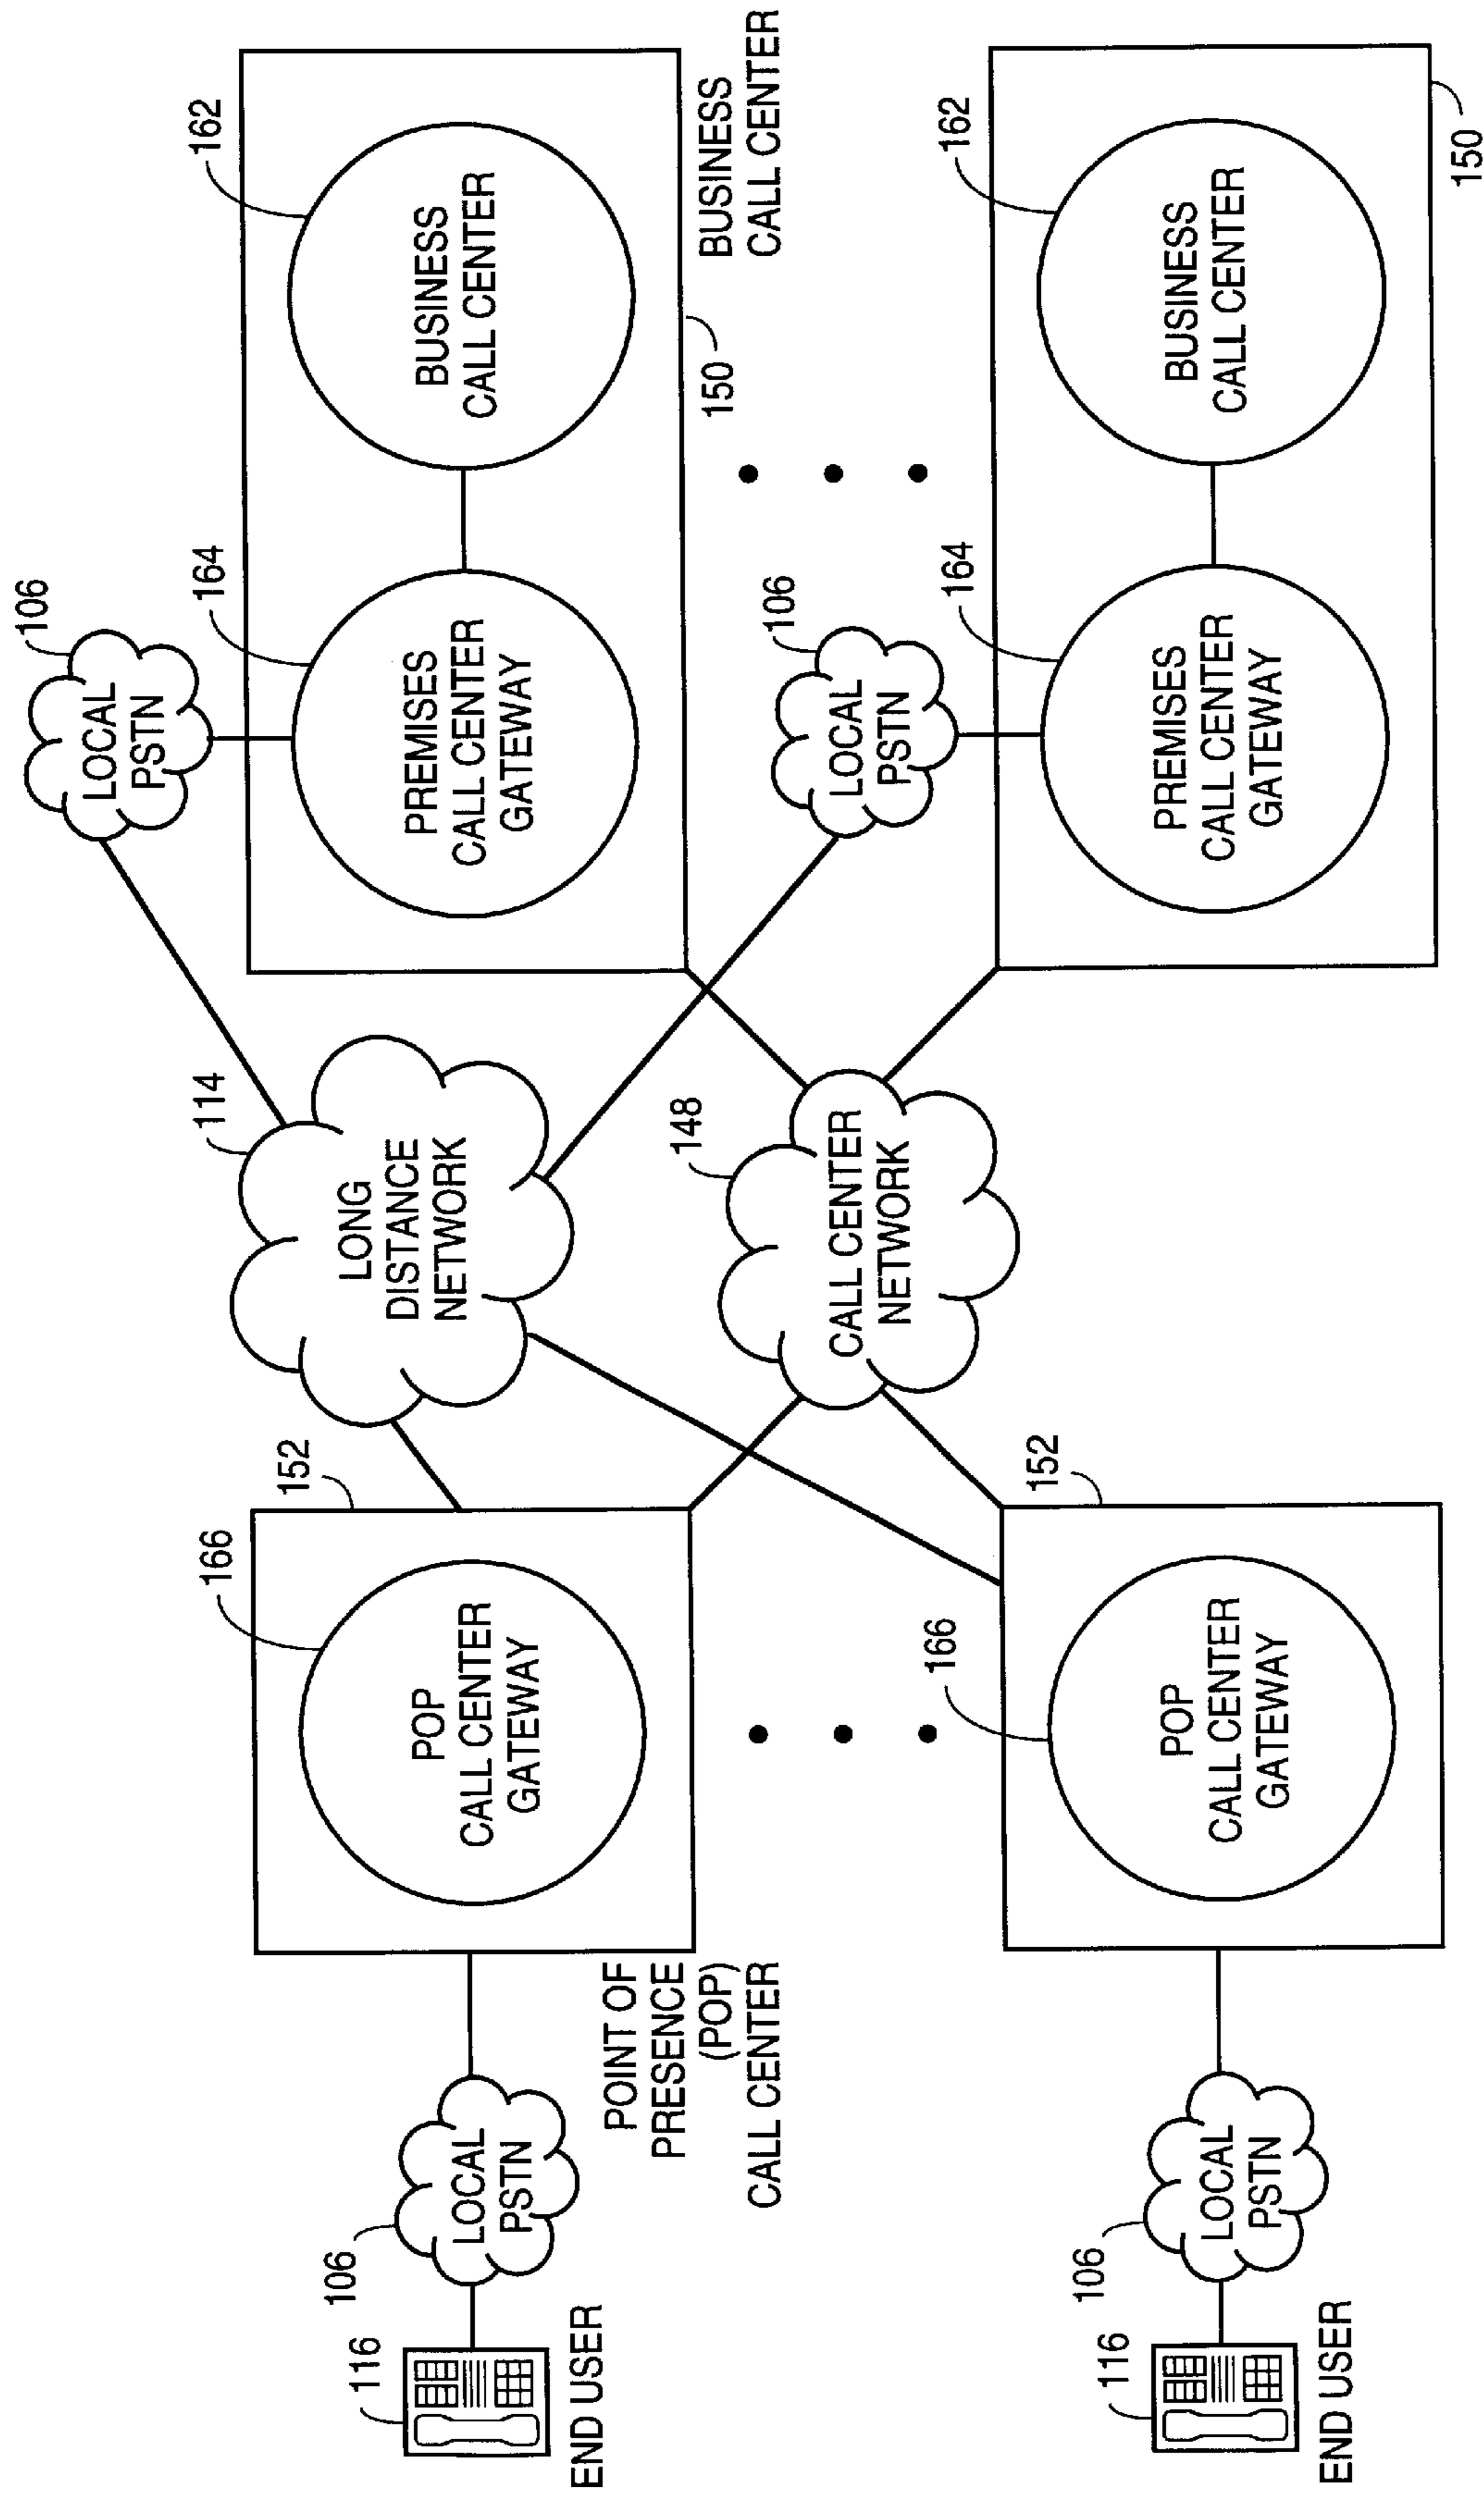 106
LOCAL
PSTN
164
162
PREMISES
CALL CENTER
GATEWAY
BUSINESS
CALL CENTER
150
BUSINESS
CALL CENTER
114
LONG
DISTANCE
NETWORK
152
166
POP
CALL CENTER
GATEWAY
POINT OF
PRESENCE
(POP)
CALL CENTER
106
LOCAL
PSTN
116
END USER
148
CALL CENTER
NETWORK
106
LOCAL
PSTN
164
162
PREMISES
CALL CENTER
GATEWAY
BUSINESS
CALL CENTER
150
152
166
POP
CALL CENTER
GATEWAY
106
LOCAL
PSTN
116
END USER